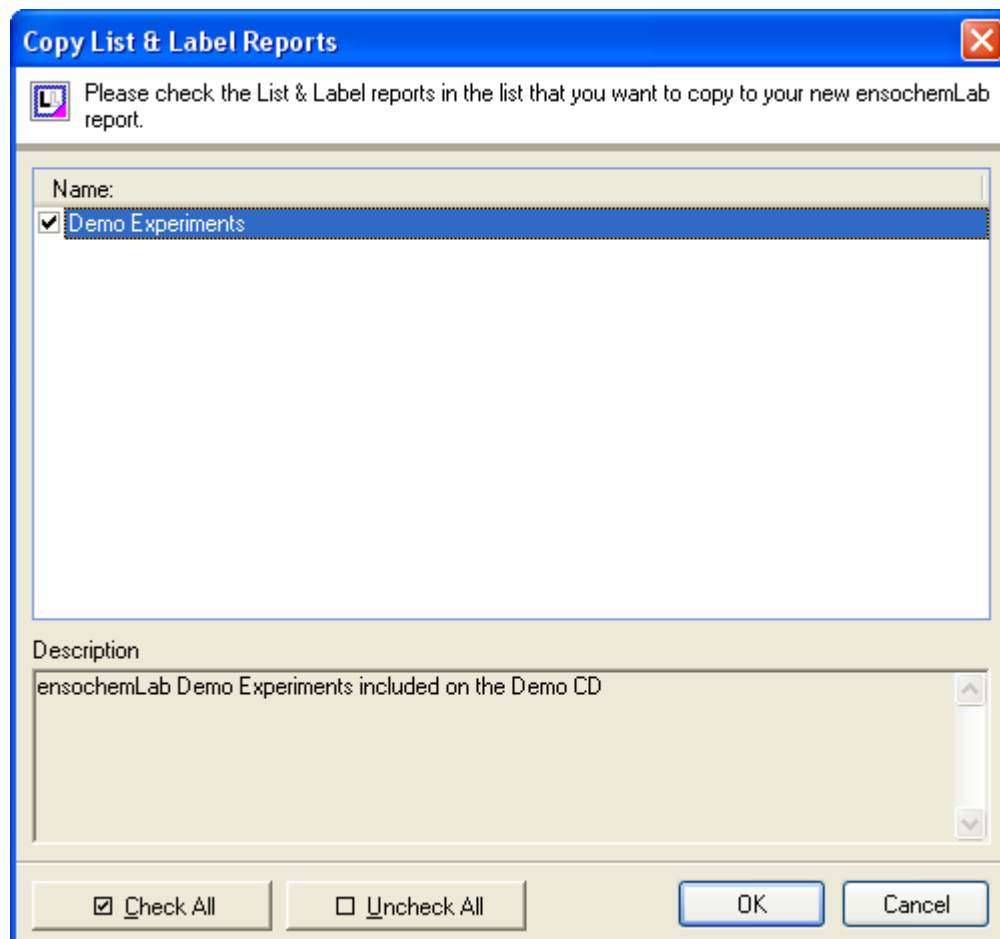 Copy List & Label Reports
Please check the List & Label reports in the list that you want to copy to your new ensochemLab
report.
Name:
Demo Experiments
Description
ensochemLab Demo Experiments included on the Demo CD
Check All
Uncheck All
OK
Cancel